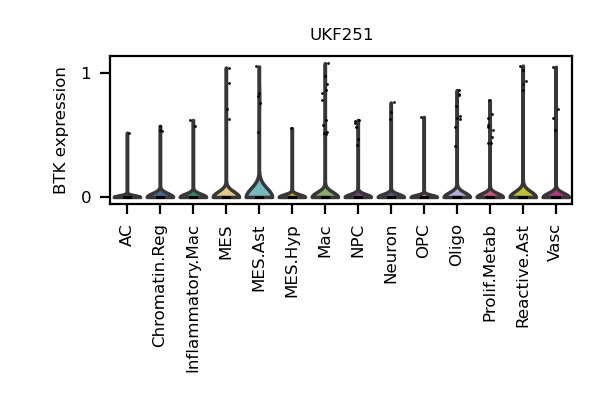 UKF251
BTK expression
1
0
AC
Chromatin.Reg
Inflammatory.Mac
MES
MES.Ast
MES.Hyp
Mac
NPC
Neuron
OPC
Oligo
Prolif.Metab
Reactive.Ast
Vasc